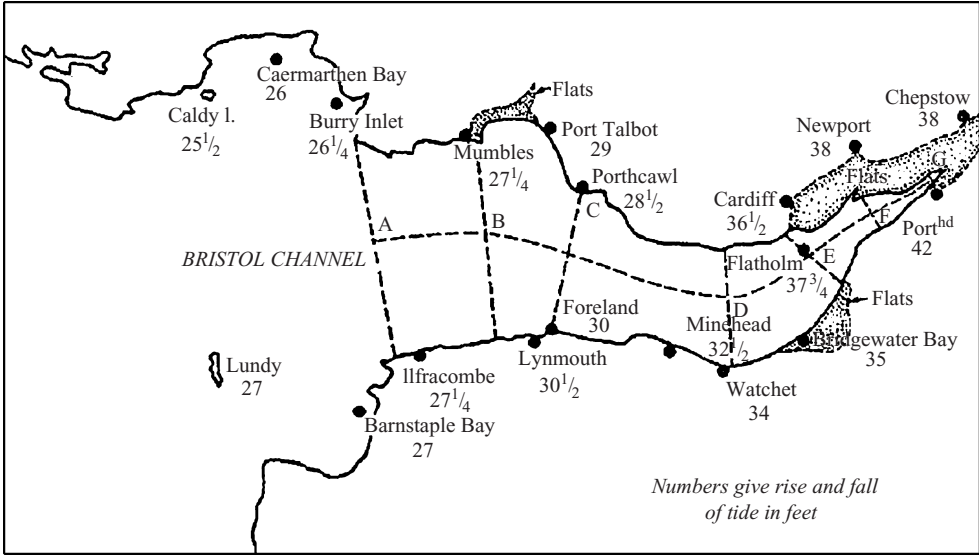 Flats
Chepstow
38
Caermarthen Bay
26
Caldy l.
25 1/2
Burry Inlet
26 1/4
Mumbles
27 1/4
Port Talbot
29
Newport
38
Porthcawl
28 1/2
Cardiff
36 1/2
Flats
G
A
B
C
F
Port hd
42
BRISTOL CHANNEL
Flatholm
37 3/4
E
Flats
Foreland
30
D
Minehead
32 1/2
Bridgewater Bay
35
Lundy
27
llfracombe
27 1/4
Lynmouth
30 1/2
Watchet
34
Barnstaple Bay
27
Numbers give rise and fall
of tide in feet